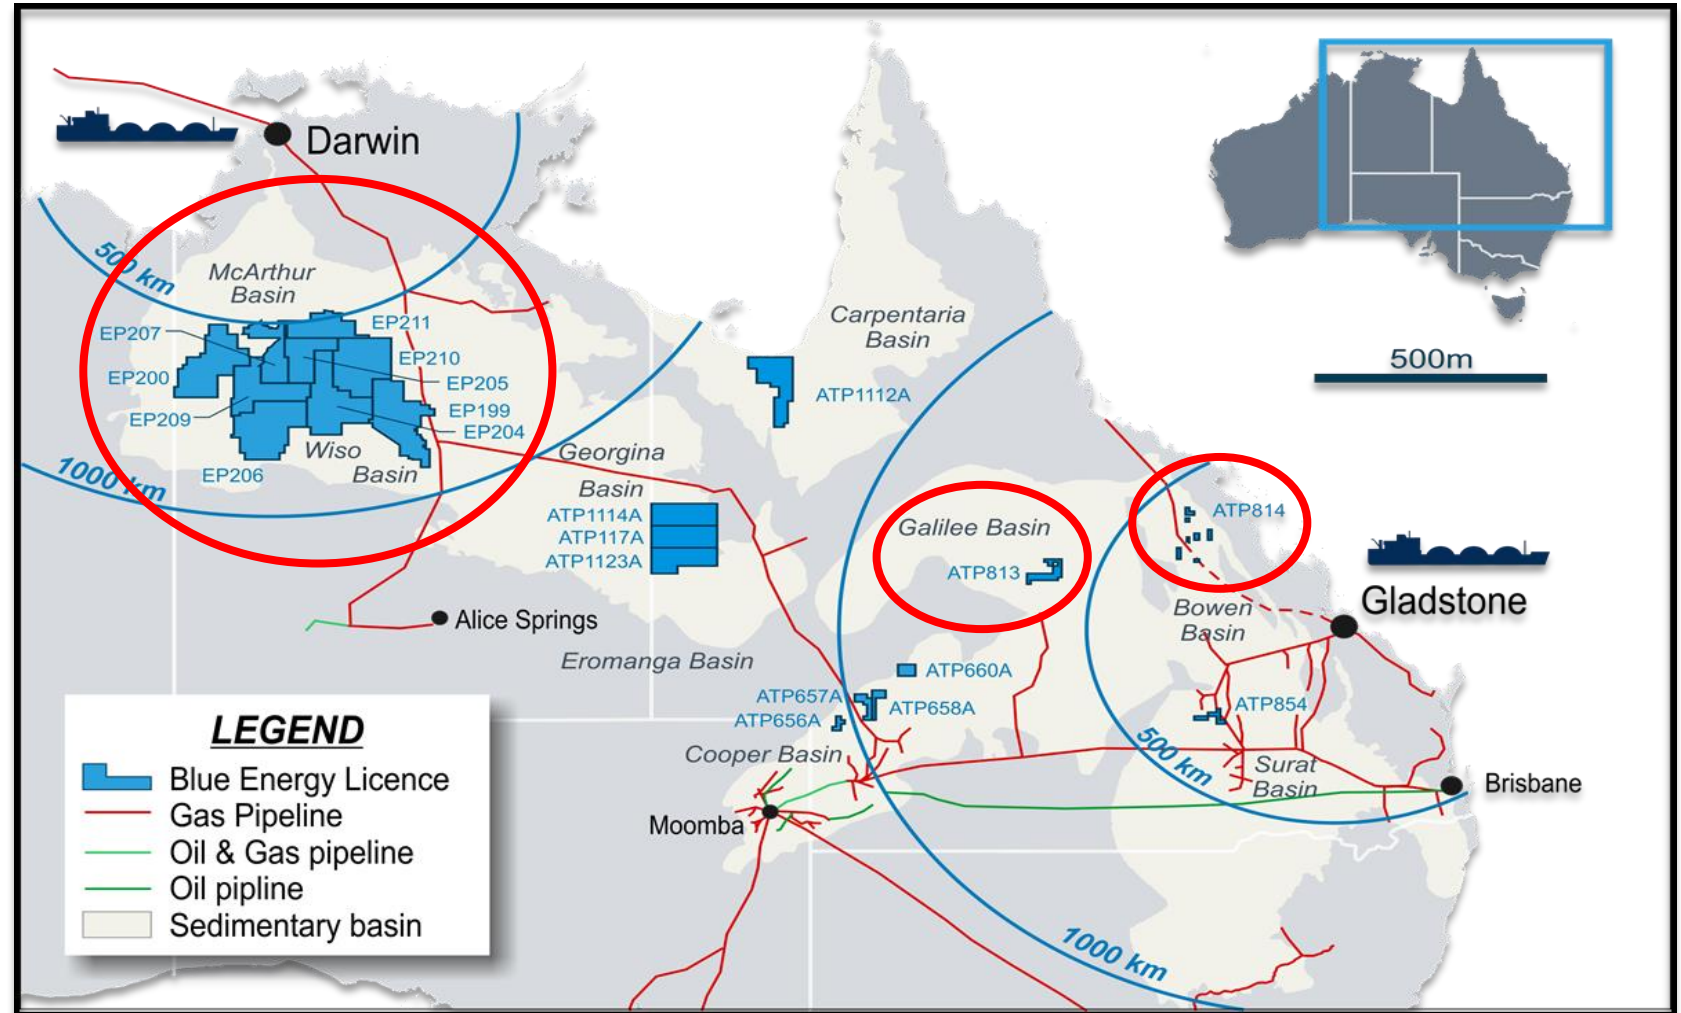 Darwin
500 km
McArthur
Basin
EP207
EP211
EP210
EP200
EP205
EP209
EP199
EP204
Wiso
Basin
EP206
1000 km
Carpentaria
Basin
ATP1112A
500m
Georgina
Basin
ATP1114A
ATP117A
ATP1123A
Galilee Basin
ATP813
ATP814
Gladstone
Bowen
Basin
Alice Springs
Eromanga Basin
ATP660A
ATP657A
ATP658A
ATP656A
ATP854
Cooper Basin
500 km
Surat
Basin
Brisbane
Moomba
1000 km
LEGEND
Blue Energy Licence
Gas Pipeline
Oil & Gas pipeline
Oil pipline
Sedimentary basin